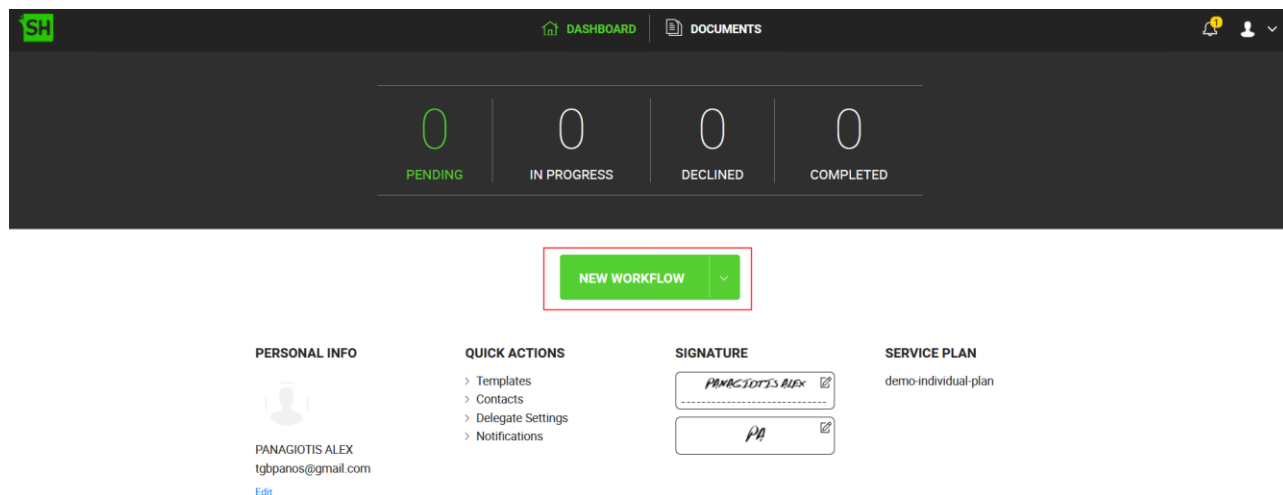 SH
DASHBOARD
DOCUMENTS
1
0
0
0
0
PENDING
IN PROGRESS
DECLINED
COMPLETED
NEW WORKFLOW
PERSONAL INFO
PANAGIOTIS ALEX
tgbpanos@gmail.com
Edit
QUICK ACTIONS
> Templates
> Contacts
> Delegate Settings
> Notifications
SIGNATURE
PANAGIOTIS ALEX
PA
SERVICE PLAN
demo-individual-plan